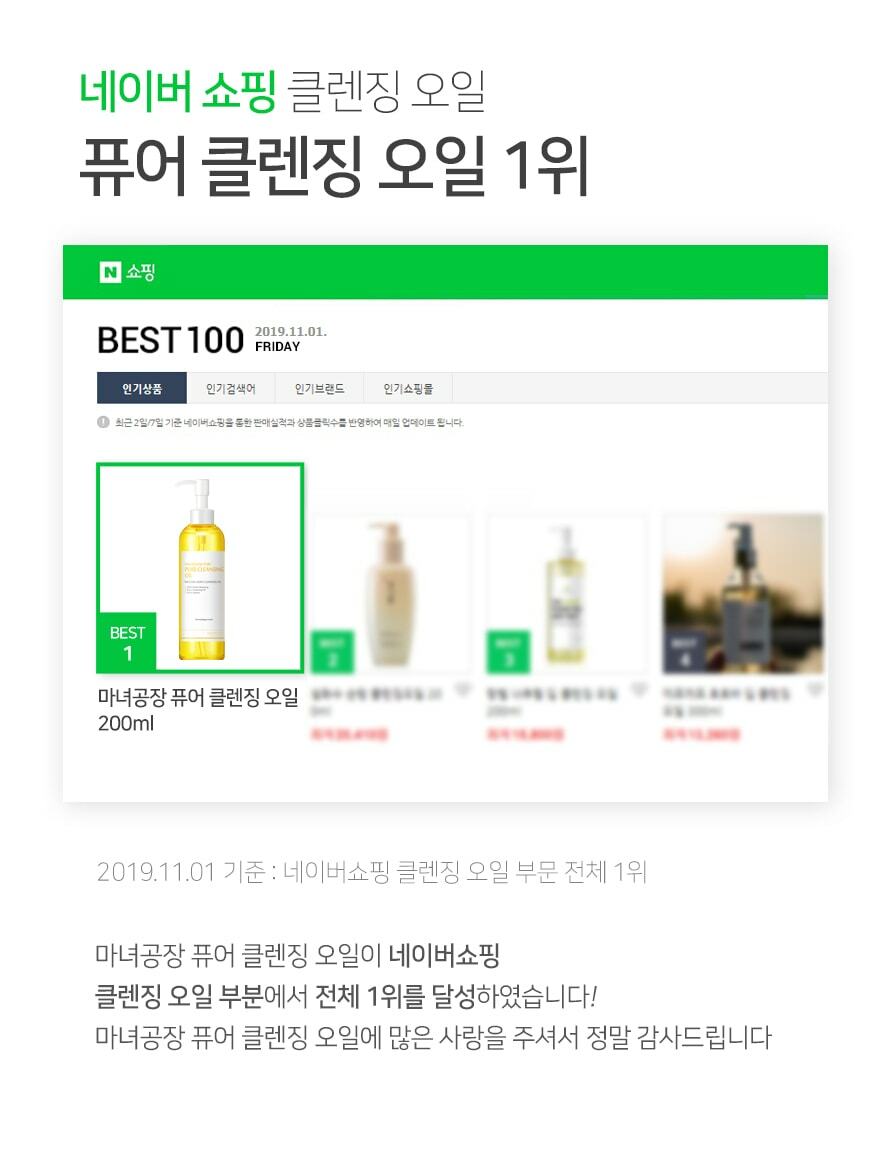 네이버 쇼핑 클렌징 오일
퓨어 클렌징 오일 1위
N 쇼핑
BEST 100 2019.11.01.
FRIDAY
인기상품 인기검색어 인기브랜드 인기쇼핑몰
최근 2일/7일 기준 네이버쇼핑을 통한 판매실적과 상품클릭수를 반영하여 매일 업데이트 됩니다.
PURE CLEANSING
OIL
BEST
1
BEST
2
BEST
3
BEST
4
마녀공장 퓨어 클렌징 오일
200ml
2019.11.01 기준 : 네이버쇼핑 클렌징 오일 부문 전체 1위
마녀공장 퓨어 클렌징 오일이 네이버쇼핑
클렌징 오일 부분에서 전체 1위를 달성하였습니다!
마녀공장 퓨어 클렌징 오일에 많은 사랑을 주셔서 정말 감사드립니다